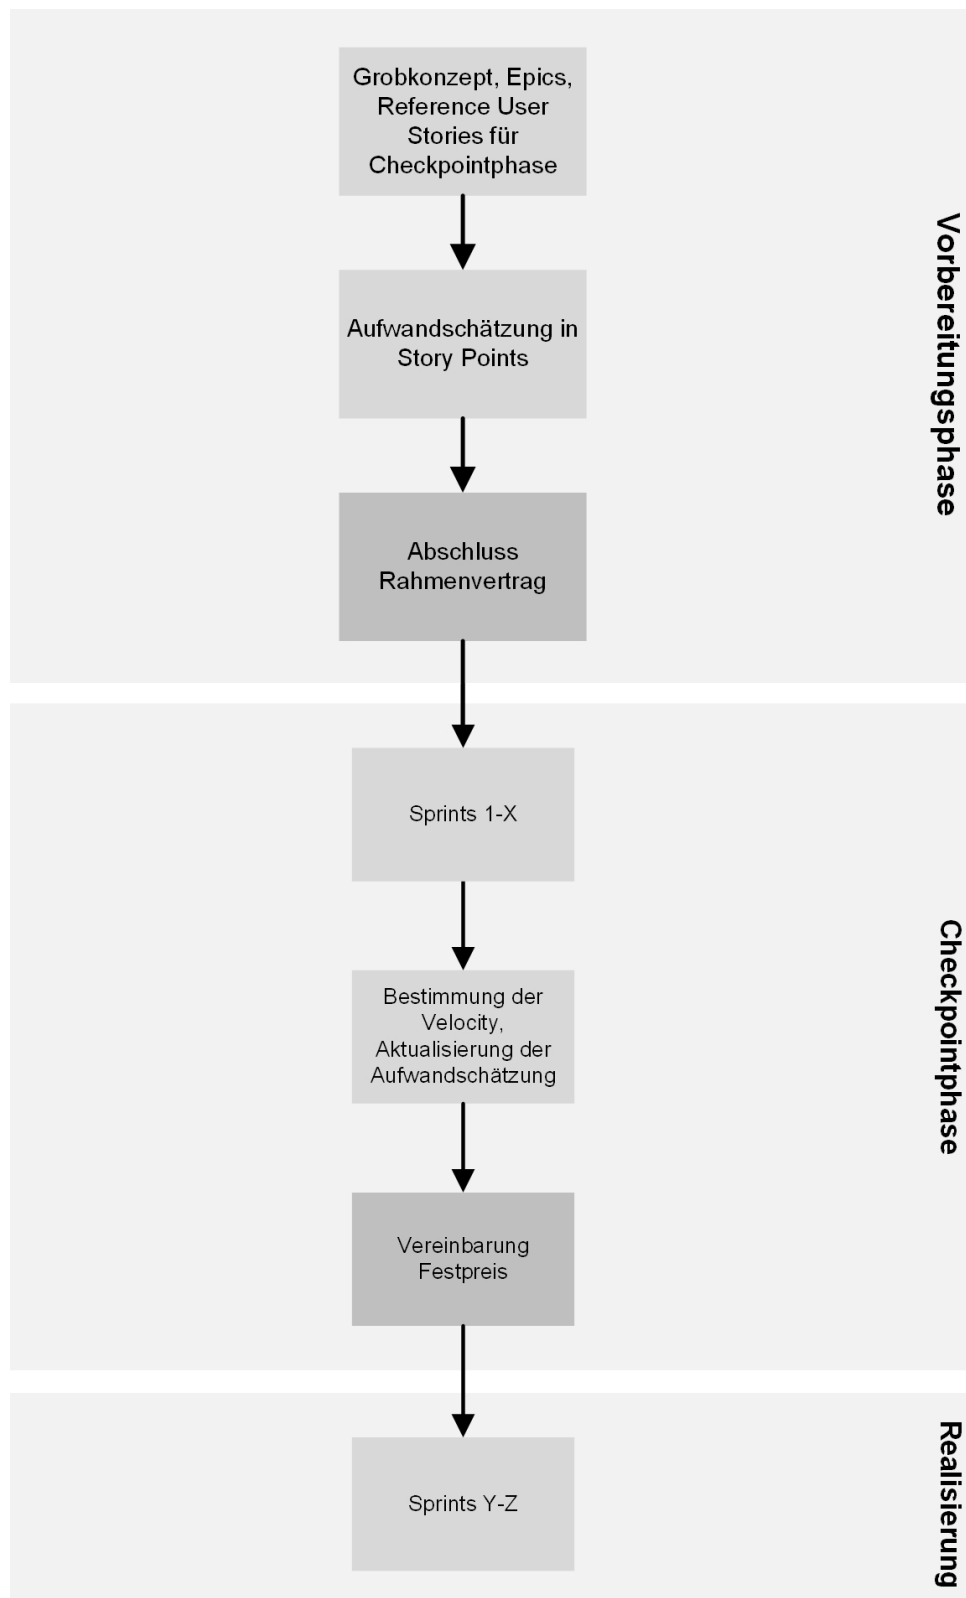 Grobkonzept, Epics,
Reference User
Stories für
Checkpointphase
Aufwandschätzung in
Story Points
Abschluss
Rahmenvertrag
Vorbereitungsphase
Sprints 1-X
Bestimmung der
Velocity,
Aktualisierung der
Aufwandschätzung
Vereinbarung
Festpreis
Checkpointphase
Sprints Y-Z
Realisierung